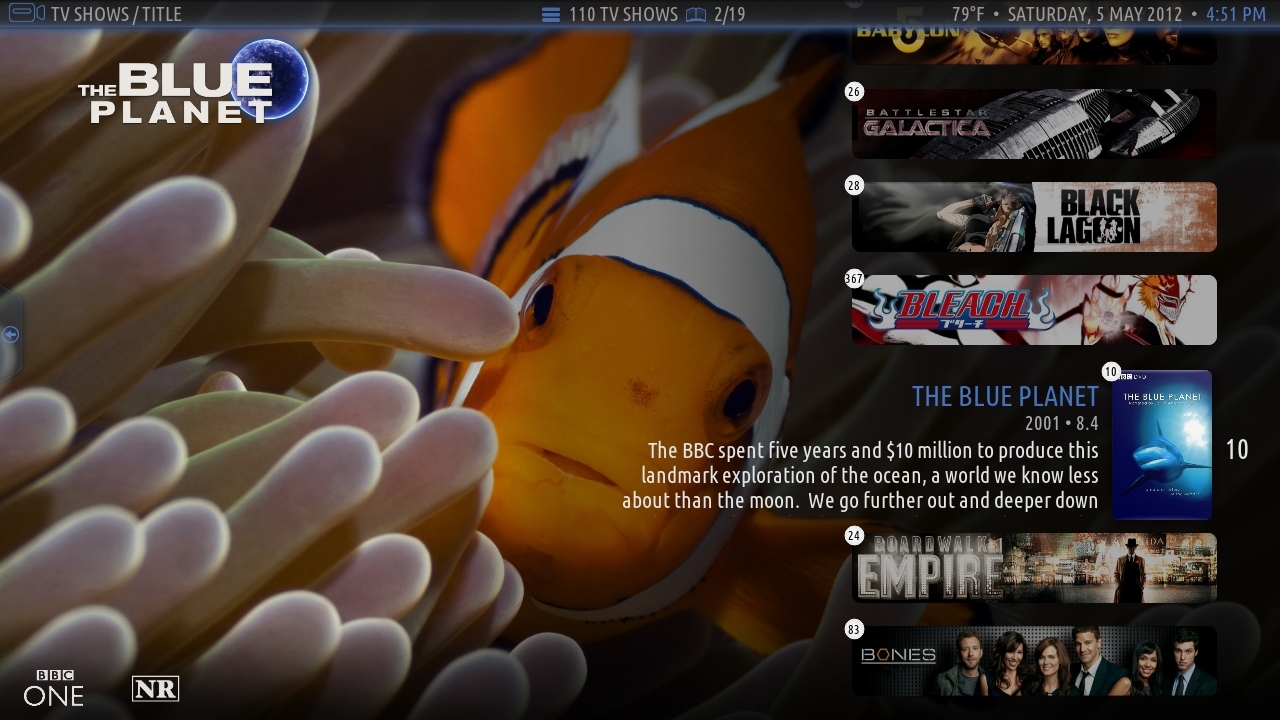 TV SHOWS / TITLE
110 TV SHOWS 2/19
79°F • SATURDAY, 5 MAY 2012 • 4:51 PM
THE BLUE
PLANET
BABYLON
5
26
BATTLESTAR
GALACTICA
28
BLACK
LAGOON
367
BLEACH
ブリーチ
10
BBC DVD
THE BLUE PLANET
THE BLUE PLANET
2001 • 8.4
The BBC spent five years and $10 million to produce this
landmark exploration of the ocean, a world we know less
about than the moon.  We go further out and deeper down
10
24
BOARDWALK
EMPIRE
83
BONES
BBC
ONE
NR